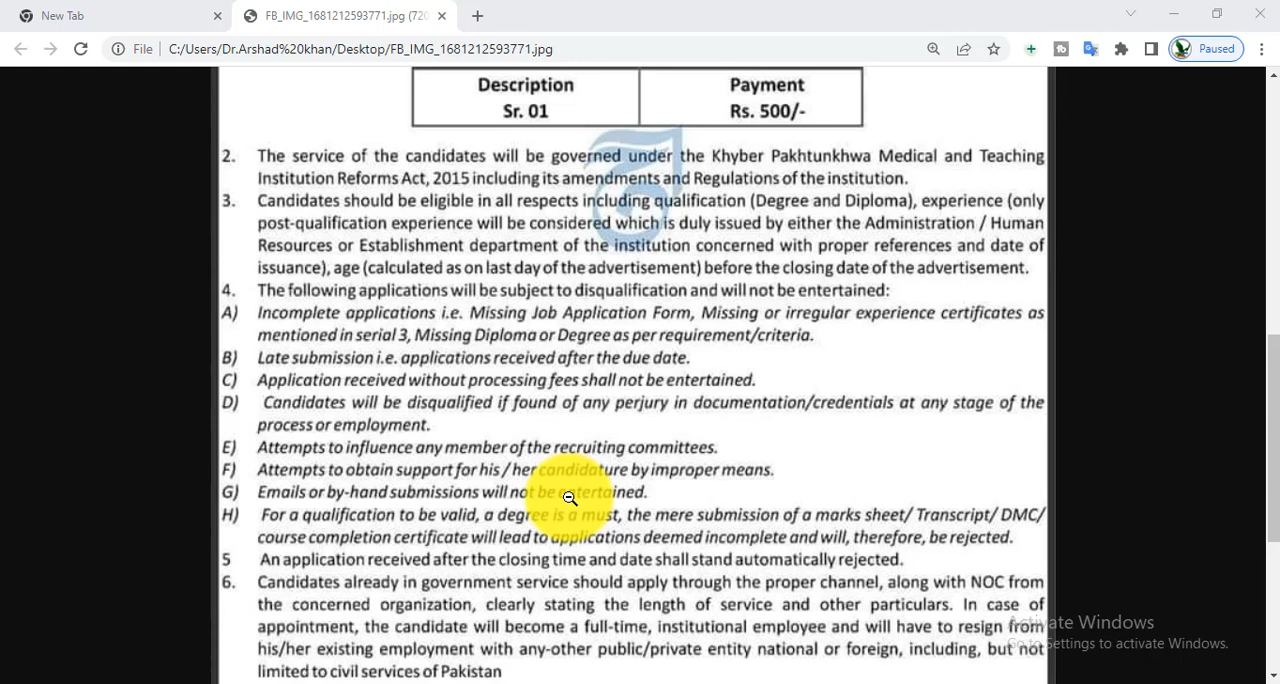 New Tab
FB_IMG_1681212593771.jpg (720
File
C:/Users/Dr.Arshad%20khan/Desktop/FB_IMG_1681212593771.jpg
Paused
Description Payment
Sr. 01 Rs. 500/-
2. The service of the candidates will be governed under the Khyber Pakhtunkhwa Medical and Teaching
Institution Reforms Act, 2015 including its amendments and Regulations of the institution.
3. Candidates should be eligible in all respects including qualification (Degree and Diploma), experience (only
post-qualification experience will be considered which is duly issued by either the Administration / Human
Resources or Establishment department of the institution concerned with proper references and date of
issuance), age (calculated as on last day of the advertisement) before the closing date of the advertisement.
4. The following applications will be subject to disqualification and will not be entertained:
A) Incomplete applications i.e. Missing Job Application Form, Missing or irregular experience certificates as
mentioned in serial 3, Missing Diploma or Degree as per requirement/criteria.
B) Late submission i.e. applications received after the due date.
C) Application received without processing fees shall not be entertained.
D) Candidates will be disqualified if found of any perjury in documentation/credentials at any stage of the
process or employment.
E) Attempts to influence any member of the recruiting committees.
F) Attempts to obtain support for his / her candidature by improper means.
G) Emails or by-hand submissions will not be entertained.
H) For a qualification to be valid, a degree is a must, the mere submission of a marks sheet/ Transcript/ DMC/
course completion certificate will lead to applications deemed incomplete and will, therefore, be rejected.
5 An application received after the closing time and date shall stand automatically rejected.
6. Candidates already in government service should apply through the proper channel, along with NOC from
the concerned organization, clearly stating the length of service and other particulars. In case of
appointment, the candidate will become a full-time, institutional employee and will have to resign from
his/her existing employment with any-other public/private entity national or foreign, including, but not
limited to civil services of Pakistan
Activate Windows
Go to Settings to activate Windows.